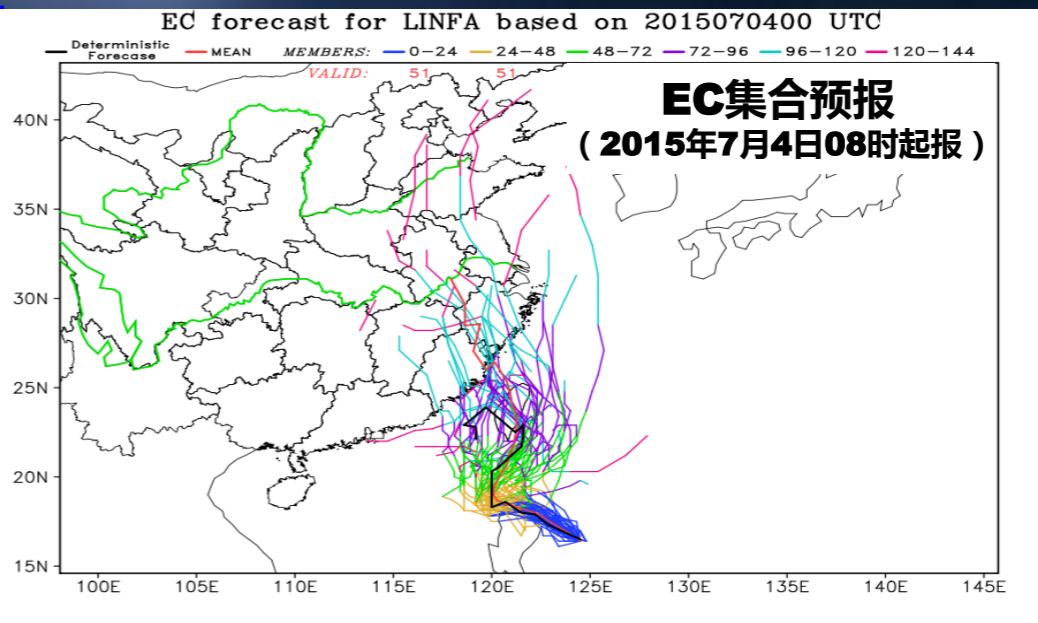 EC forecast for LINFA based on 2015070400 UTC
Deterministic
Forecase
MEAN
MEMBERS:
0-24
24-48
48-72
72-96
96-120
120-144
VALID:
51
51
EC集合预报
（2015年7月4日08时起报）
40N
35N
30N
25N
20N
15N
100E
105E
110E
115E
120E
125E
130E
135E
140E
145E